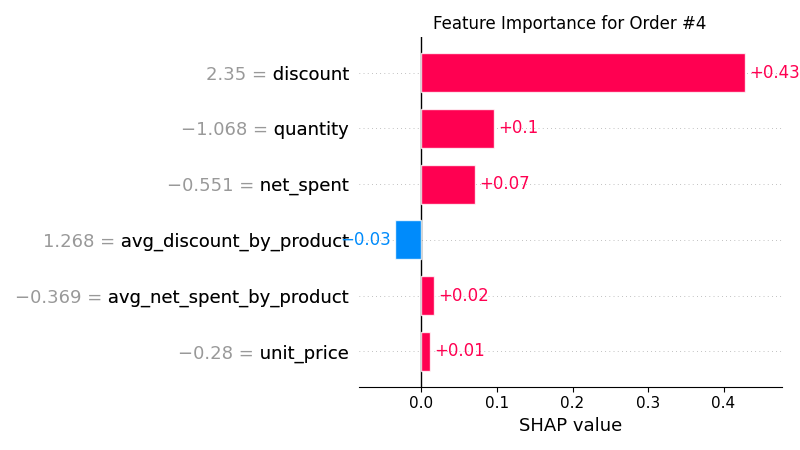 Feature Importance for Order #4
2.35 = discount +0.43
−1.068 = quantity +0.1
−0.551 = net_spent +0.07
1.268 = avg_discount_by_product −0.03
−0.369 = avg_net_spent_by_product +0.02
−0.28 = unit_price +0.01
0.0 0.1 0.2 0.3 0.4
SHAP value